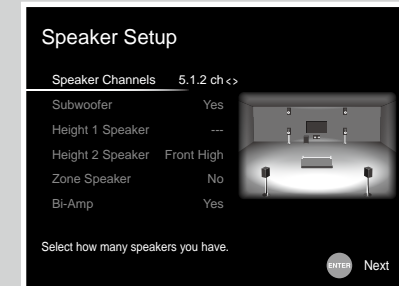 Speaker Setup
Speaker Channels 5.1.2 ch <>
Subwoofer Yes
Height 1 Speaker ---
Height 2 Speaker Front High
Zone Speaker No
Bi-Amp Yes
Select how many speakers you have.
ENTER Next